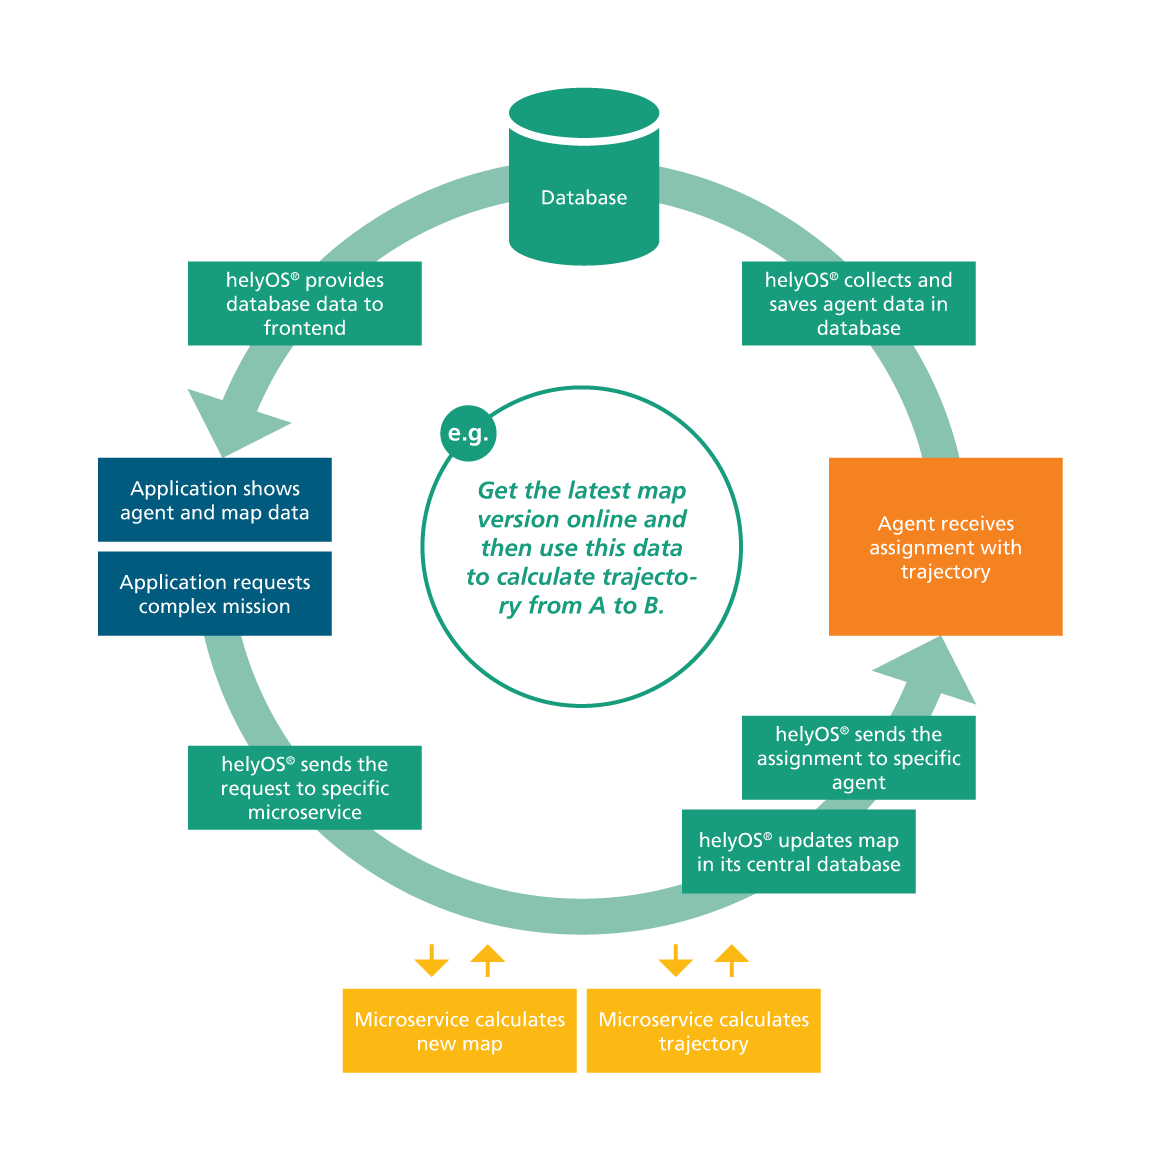 Database
helyOS® provides
database data to
frontend
helyOS® collects and
saves agent data in
database
e.g.
Get the latest map
version online and
then use this data
to calculate trajecto-
ry from A to B.
Application shows
agent and map data
Application requests
complex mission
Agent receives
assignment with
trajectory
helyOS® sends the
request to specific
microservice
helyOS® sends the
assignment to specific
agent
helyOS® updates map
in its central database
Microservice calculates
new map
Microservice calculates
trajectory